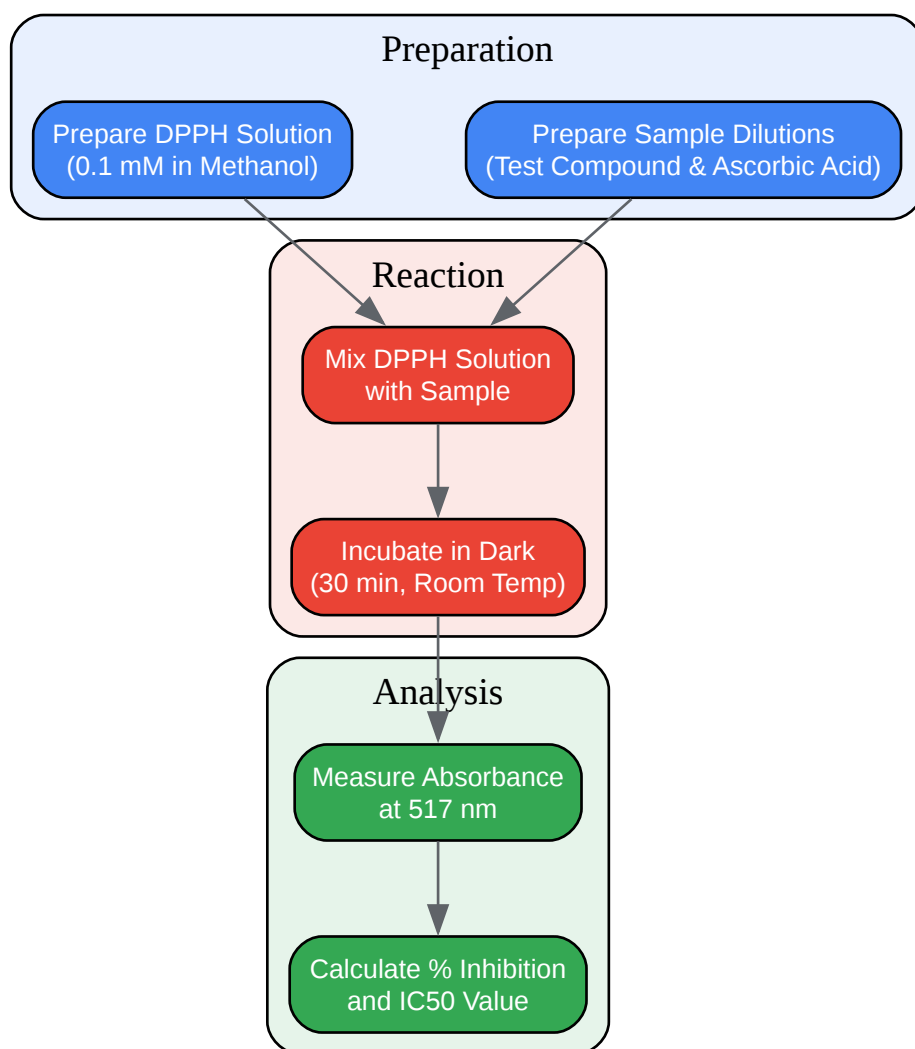 Preparation
Prepare DPPH Solution
(0.1 mM in Methanol)
Prepare Sample Dilutions
(Test Compound & Ascorbic Acid)
Reaction
Mix DPPH Solution
with Sample
Incubate in Dark
(30 min, Room Temp)
Analysis
Measure Absorbance
at 517 nm
Calculate % Inhibition
and IC50 Value